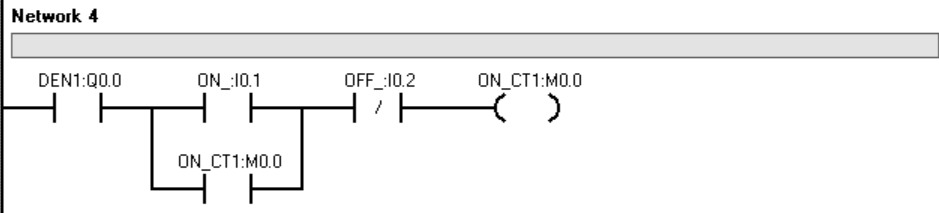 Network 4
DEN1:Q0.0 ON_:I0.1 OFF_:I0.2 ON_CT1:M0.0
/
ON_CT1:M0.0